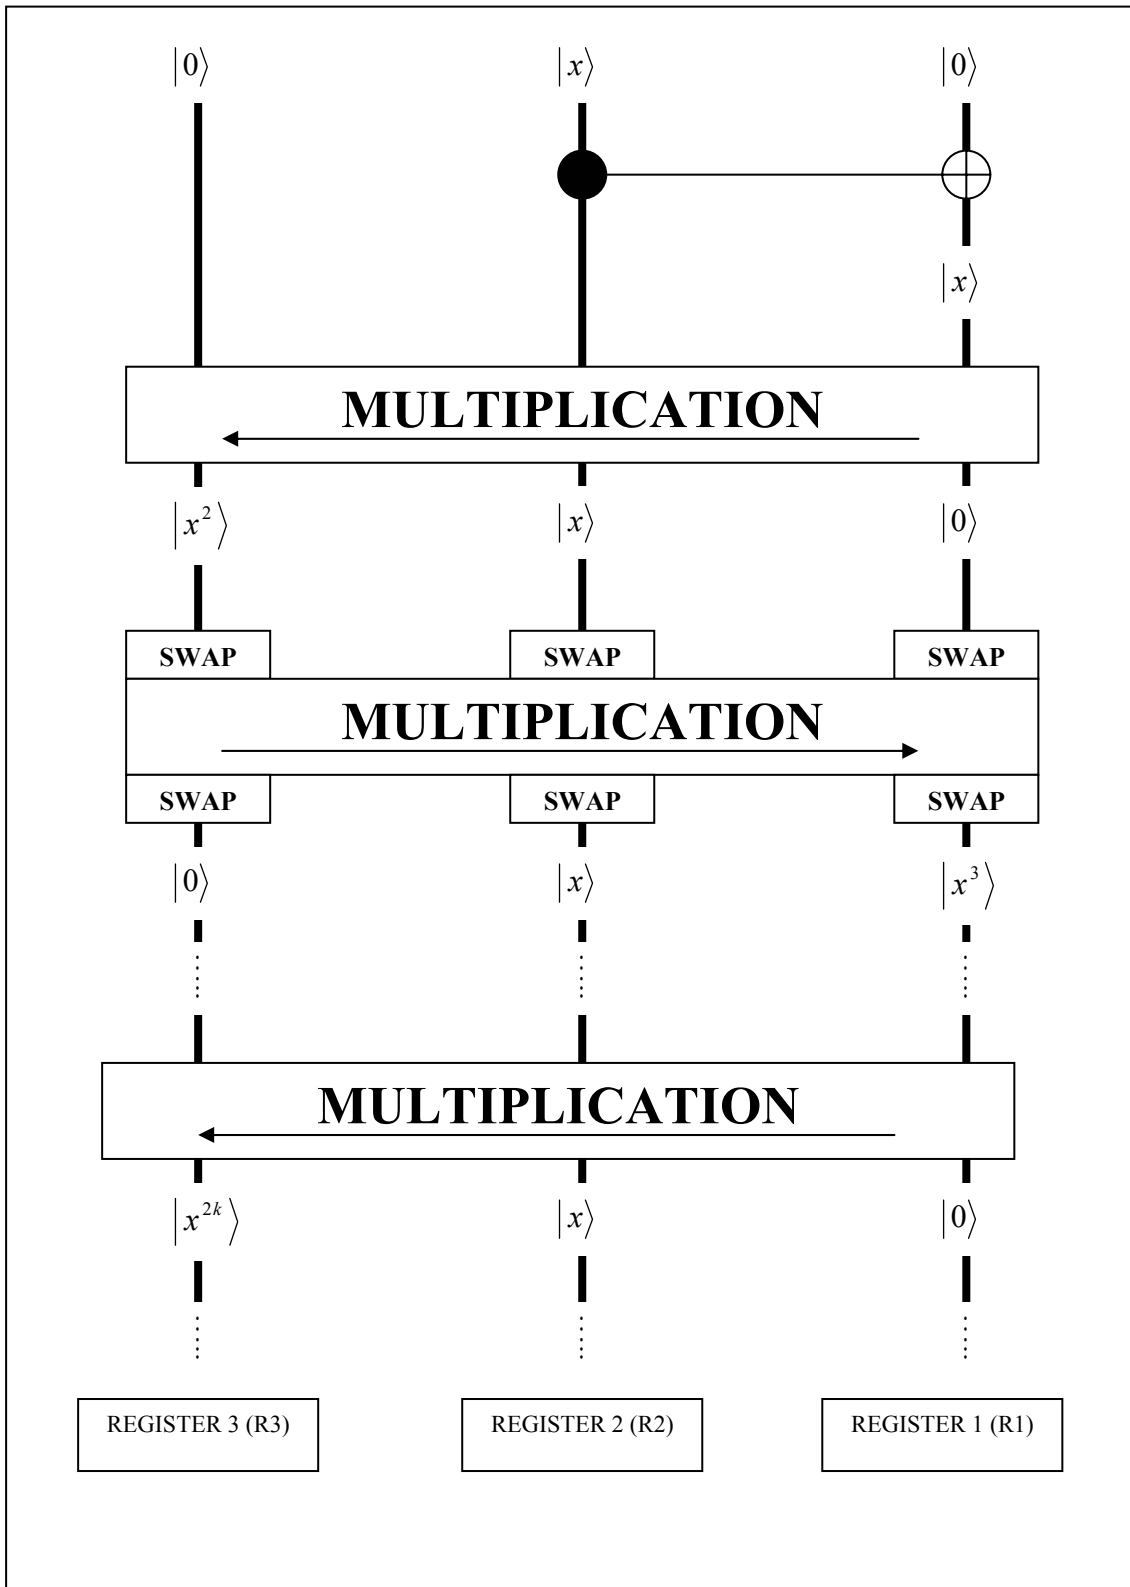 |0⟩ |x⟩ |0⟩
|x⟩
MULTIPLICATION
|x²⟩ |x⟩ |0⟩
SWAP SWAP SWAP
MULTIPLICATION
SWAP SWAP SWAP
|0⟩ |x⟩ |x³⟩
MULTIPLICATION
|x²ᵏ⟩ |x⟩ |0⟩
REGISTER 3 (R3) REGISTER 2 (R2) REGISTER 1 (R1)